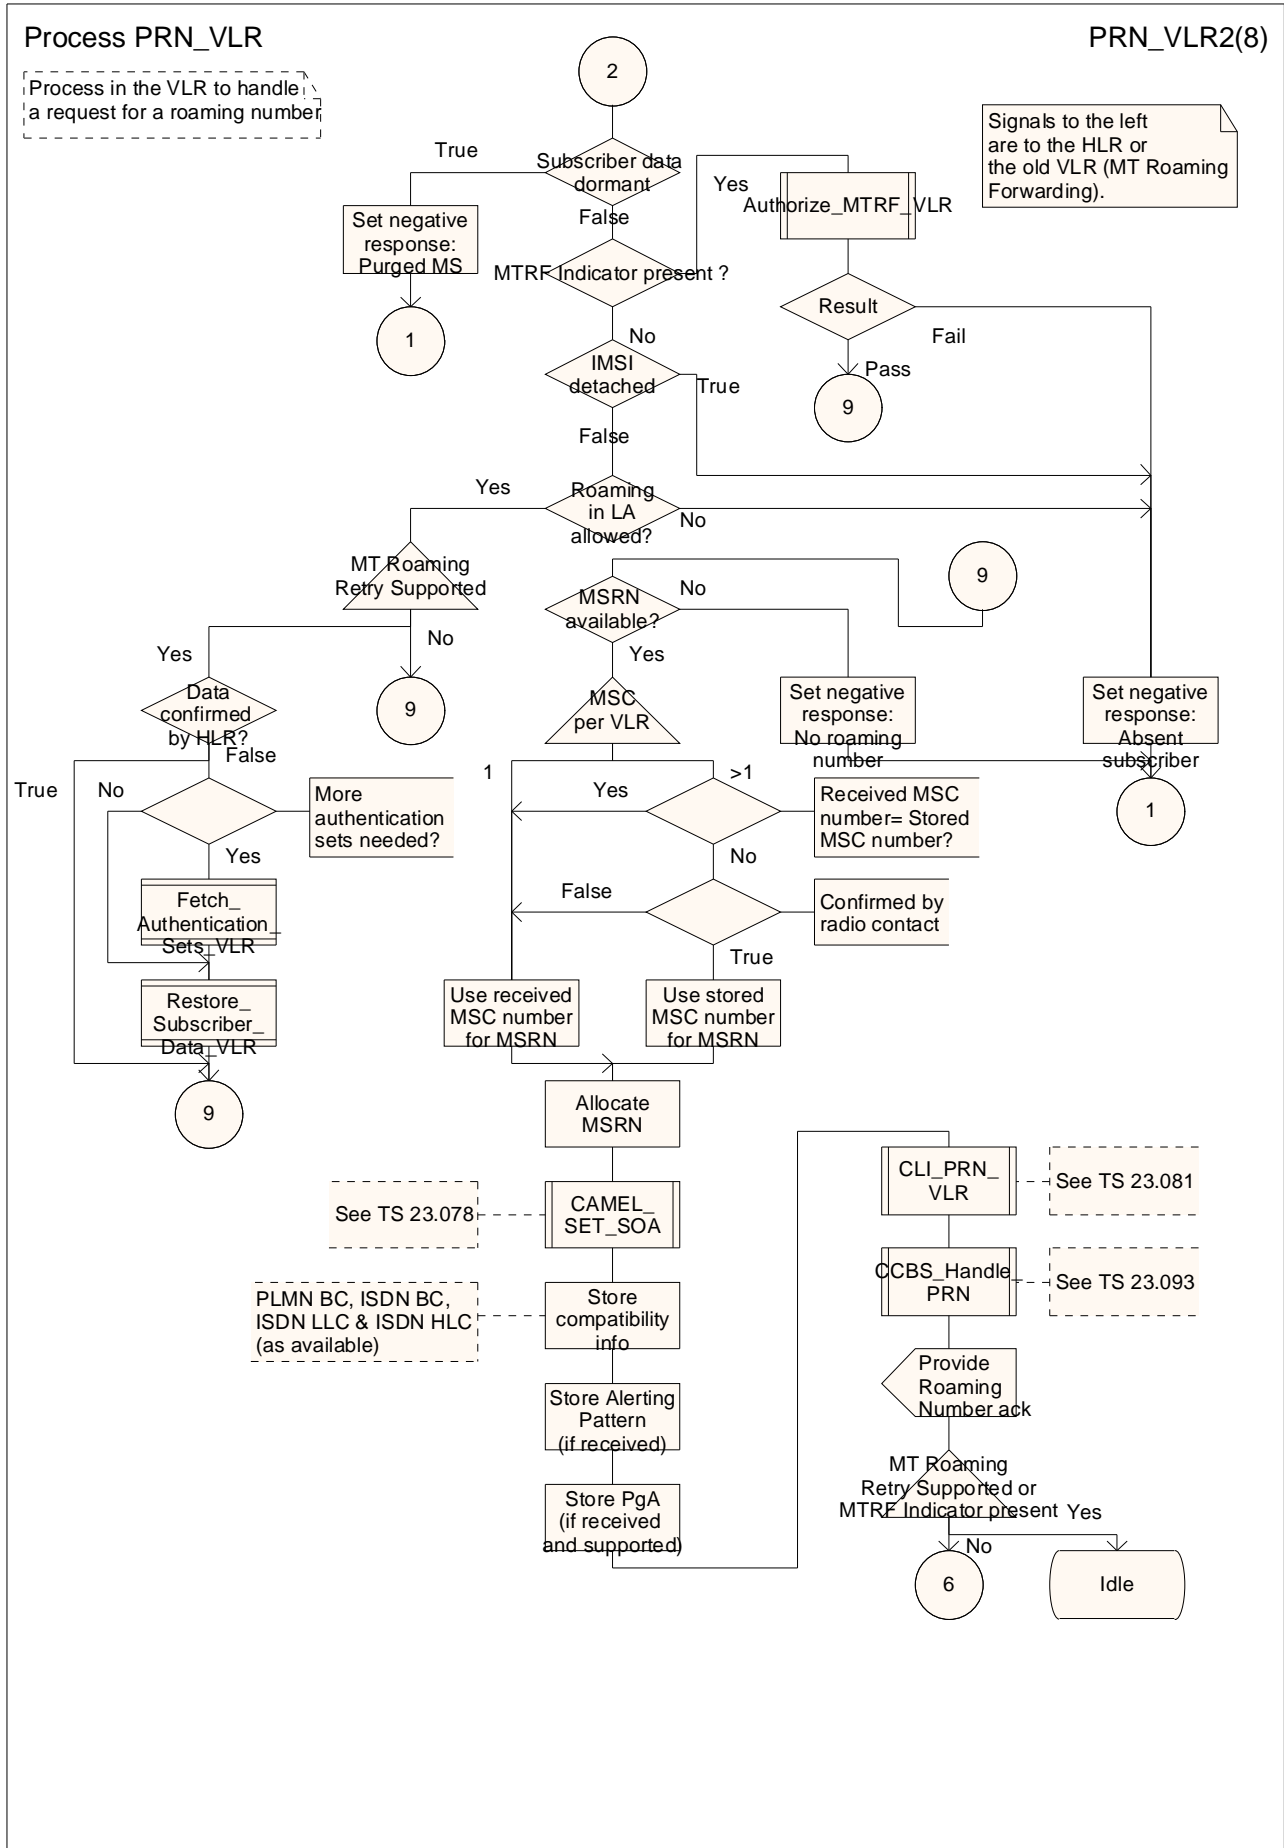 Process PRN_VLR
PRN_VLR2(8)
Process in the VLR to handle
a request for a roaming number
2
Signals to the left
are to the HLR or
the old VLR (MT Roaming
Forwarding).
True
Subscriber data
dormant
False
Yes
Authorize_MTRF_VLR
Set negative
response:
Purged MS
MTRF Indicator present ?
1
No
Result
Fail
Pass
9
IMSI
detached
True
False
Yes
Roaming
in LA
allowed?
No
MT Roaming
Retry Supported
No
Yes
9
MSRN
available?
No
9
Yes
Data
confirmed
by HLR?
False
True
9
MSC
per VLR
Set negative
response:
No roaming
number
Set negative
response:
Absent
subscriber
1
No
More
authentication
sets needed?
Yes
1
>1
Yes
Received MSC
number= Stored
MSC number?
No
Fetch_
Authentication_
Sets_VLR
False
Confirmed by
radio contact
True
Restore_
Subscriber_
Data_VLR
Use received
MSC number
for MSRN
Use stored
MSC number
for MSRN
9
Allocate
MSRN
See TS 23.078
CAMEL_
SET_SOA
CLI_PRN_
VLR
See TS 23.081
PLMN BC, ISDN BC,
ISDN LLC & ISDN HLC
(as available)
Store
compatibility
info
CCBS_Handle_
PRN
See TS 23.093
Store Alerting
Pattern
(if received)
Provide
Roaming
Number ack
Store PgA
(if received
and supported)
MT Roaming
Retry Supported or
MTRF Indicator present
Yes
No
6
Idle